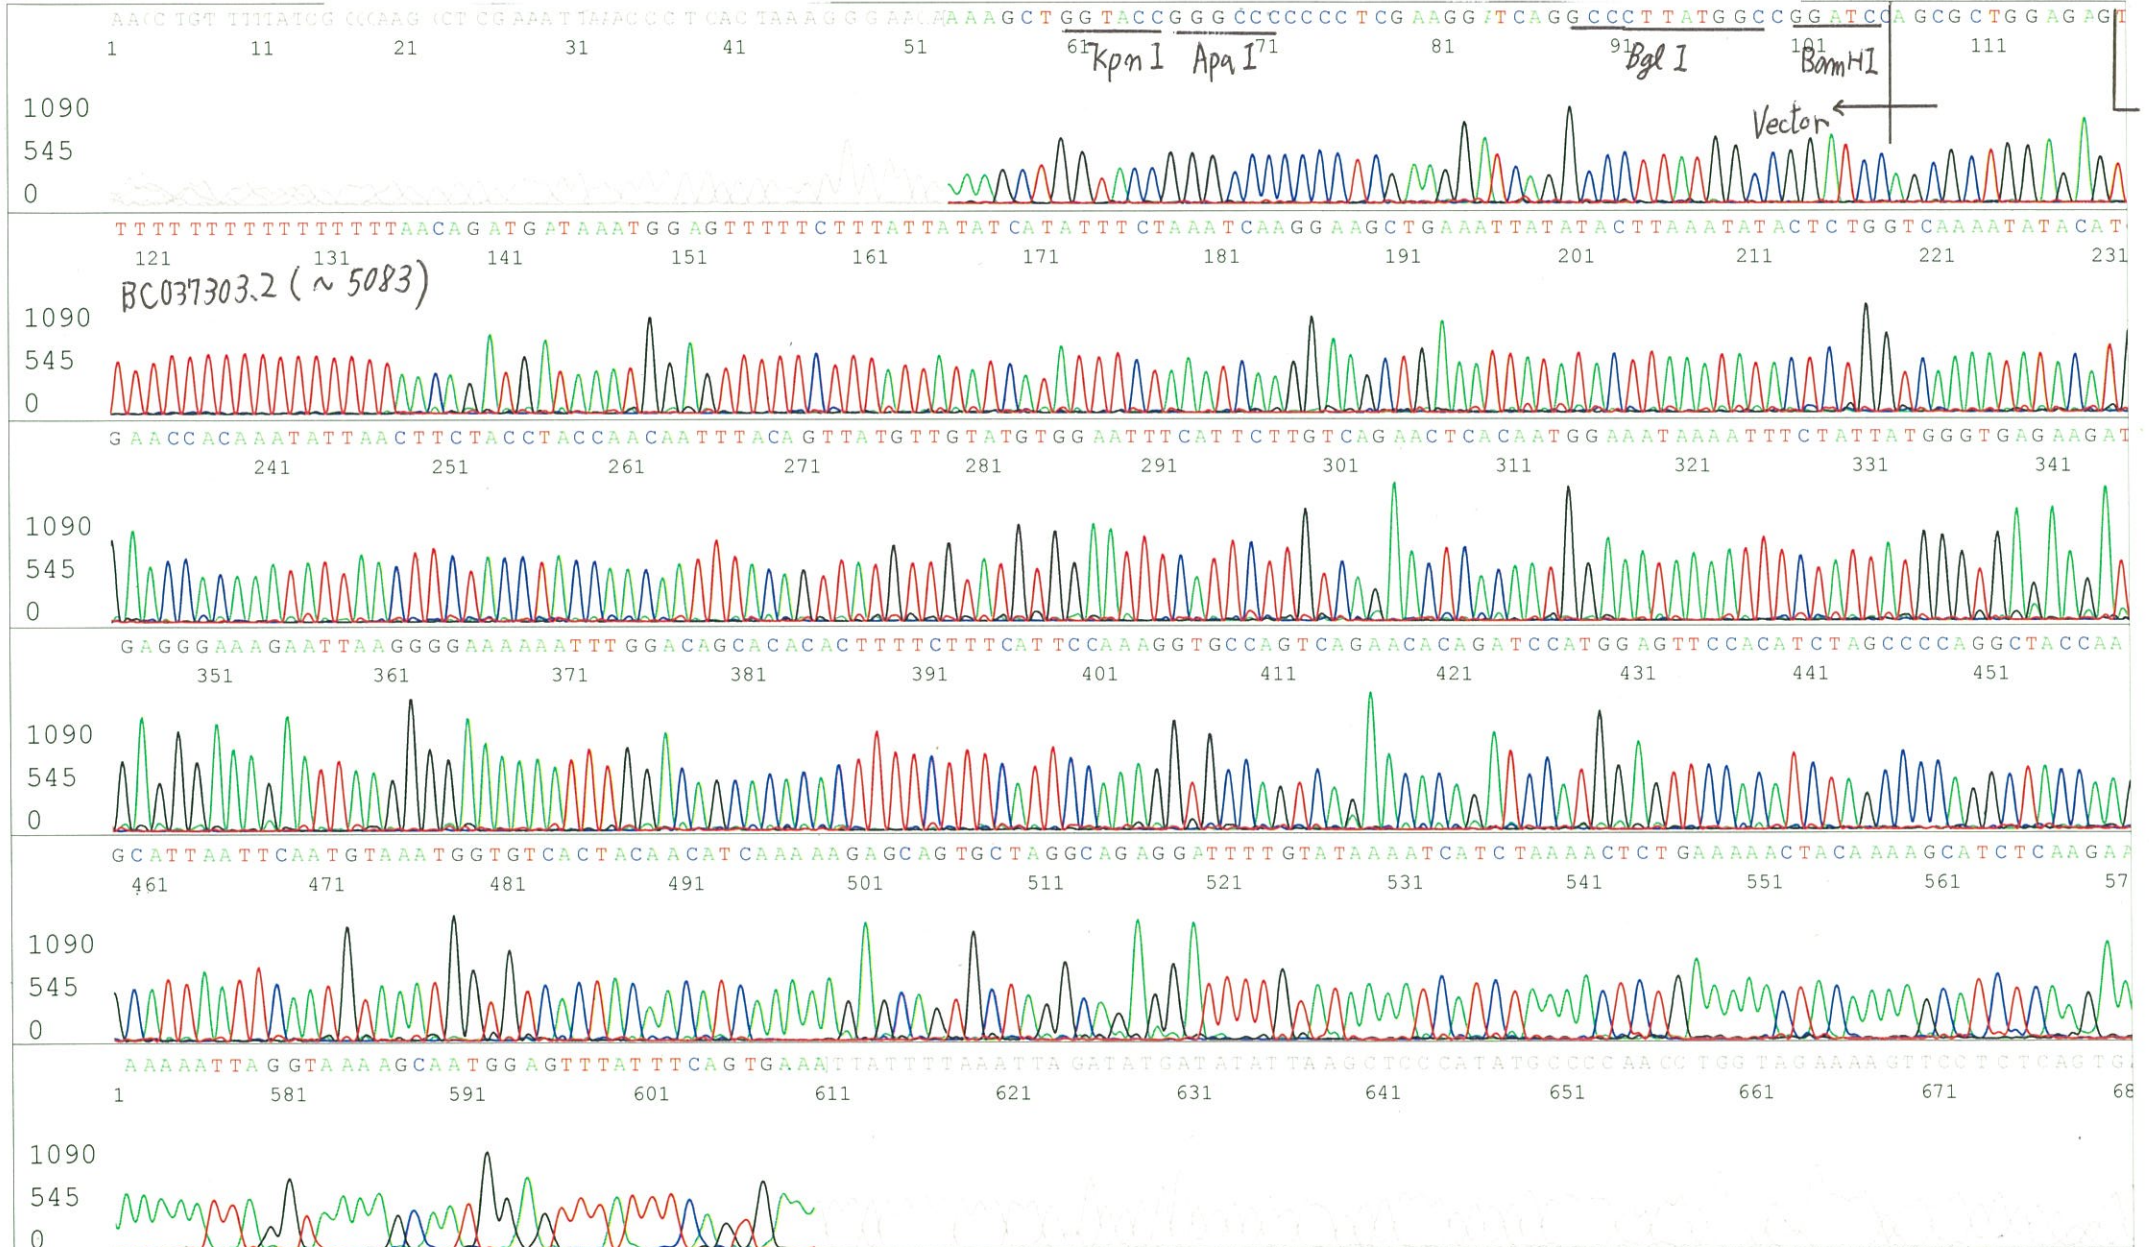 AAAGCTGGTACCGGGCCCCCCCTCGAAGGATCAGGCCCTTATGGCCGGATCCAGCGCTGGAGAGT
1 11 21 31 41 51 61 71 81 91 101 111
Kpn I Apa I Bgl I BamHI
Vector
1090
545
0
TTTTTTTTTTTTTTTTAACAGATGATAAATGGAGTTTTTCTTTATTATATCATATTTCTAAATCAAGGAAGCTGAAATTATATACTTAAATATACTCTGGTCAAAATATACAT
121 131 141 151 161 171 181 191 201 211 221 231
BC037303.2 (~5083)
1090
545
0
GAACCACAAATATTAACTTCTACCTACCAACAATTTACAGTTATGTTGTATGTGGAATTTCATTCTTGTCAGAACTCACAATGGAAATAAAATTTCTATTATGGGTGAGAAGAT
241 251 261 271 281 291 301 311 321 331 341
1090
545
0
GAGGGAAAGAATTAAGGGGAAAAAATTTGGACAGCACACACTTTTCTTTCATTCCAAAGGTGCCAGTCAGAACACAGATCCATGGAGTTCCACATCTAGCCCCAGGCTACCAA
351 361 371 381 391 401 411 421 431 441 451
1090
545
0
GCATTAATTCAATGTAAATGGTGTCACTACAACATCAAAAAGAGCAGTGCTAGGCAGAGGATTTTGTATAAAATCATCTAAAACTCTGAAAAACTACAAAAGCATCTCAAGAA
461 471 481 491 501 511 521 531 541 551 561 57
1090
545
0
AAAAATTAGGTAAAAGCAATGGAGTTTATTTCAGTGAAATTATTTTAAATTAGATATGATATATTAAGCTCCCATATGCCCCAACCTGGTAGAAAAGTTCCTCTCAGTG
1 581 591 601 611 621 631 641 651 661 671 68
1090
545
0